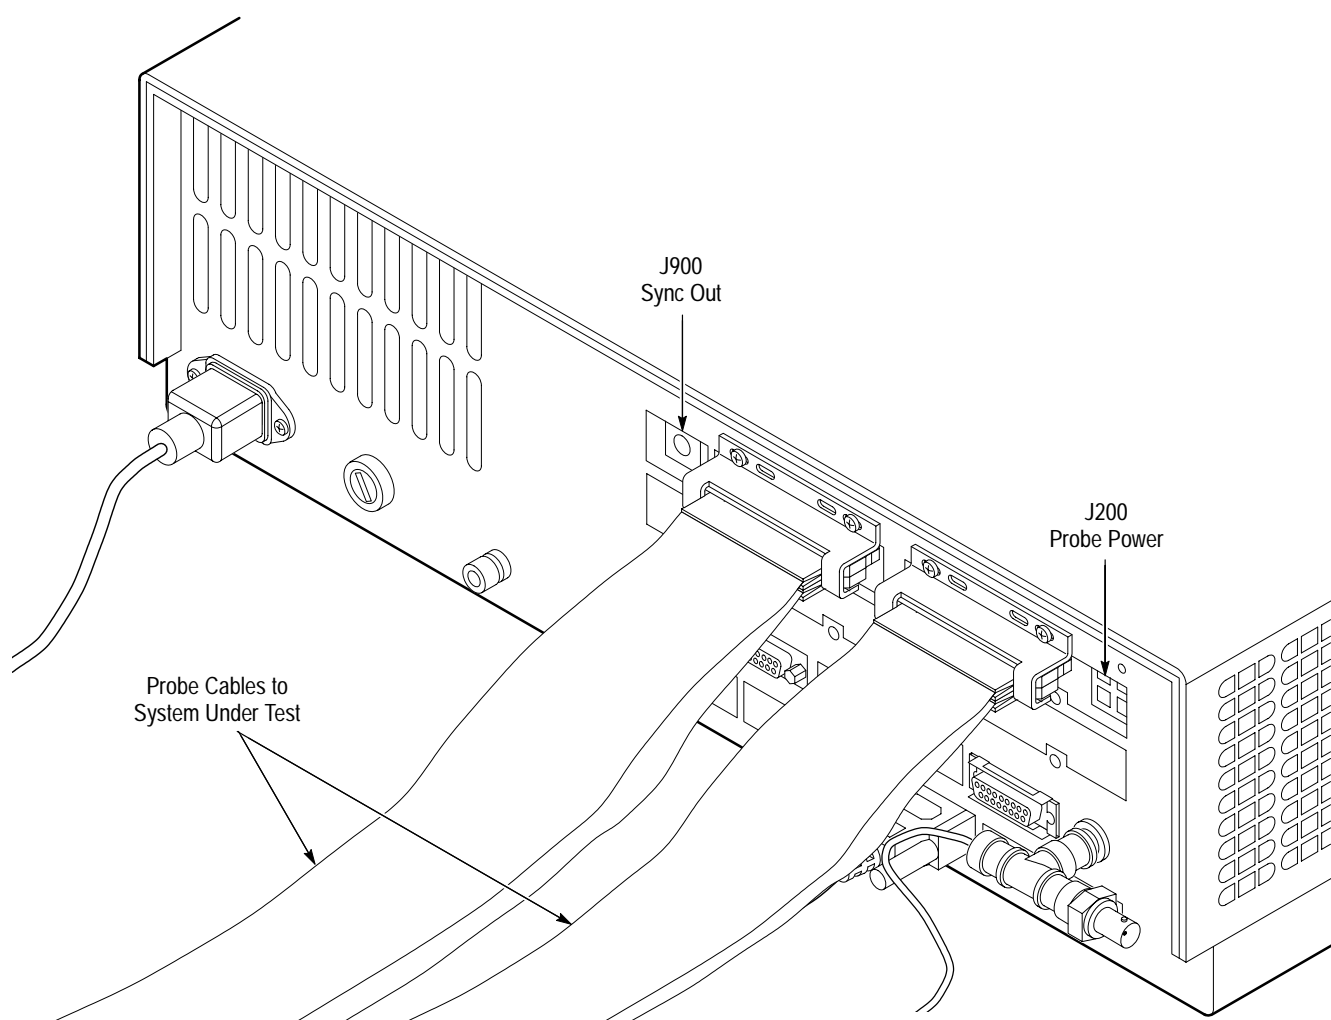 J900
Sync Out
J200
Probe Power
Probe Cables to
System Under Test